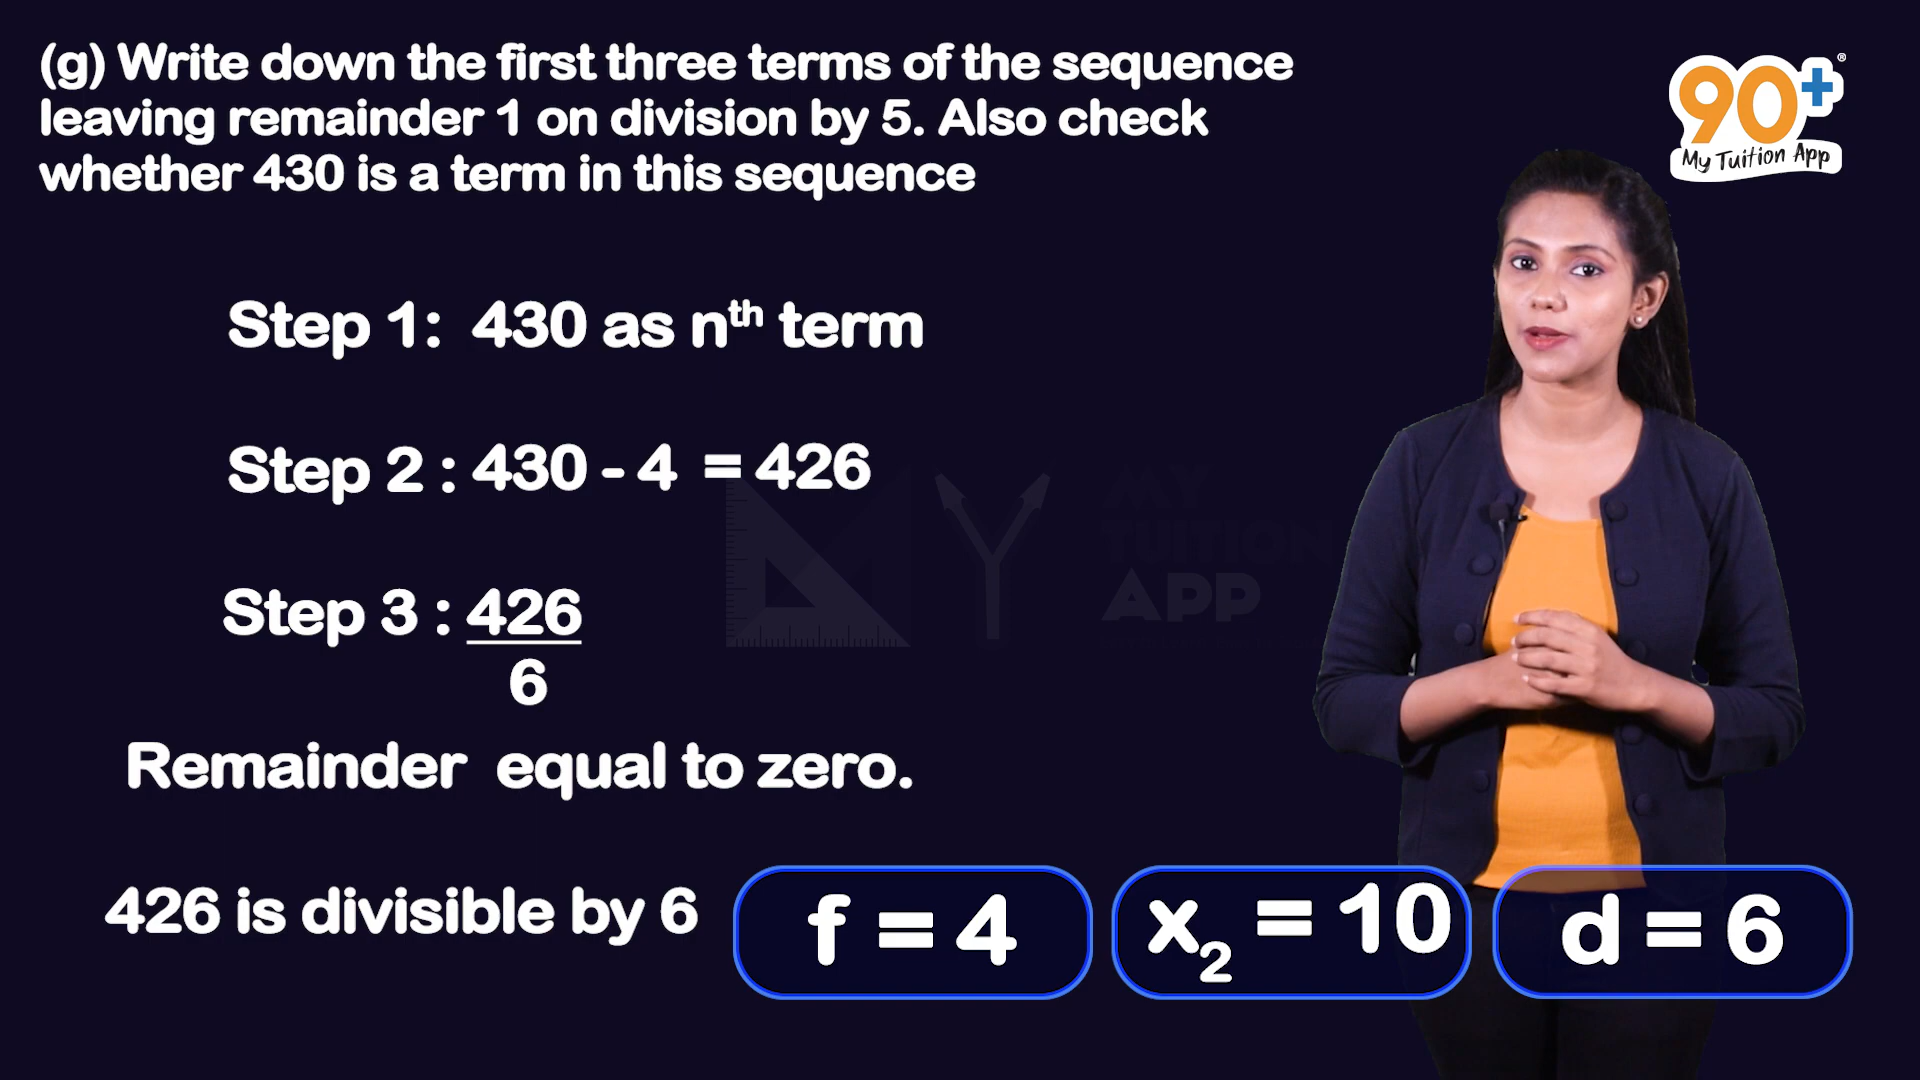 (g) Write down the first three terms of the sequence
leaving remainder 1 on division by 5. Also check
whether 430 is a term in this sequence
90+®
My Tuition App
Step 1: 430 as nth term
Step 2 : 430 - 4 = 426
MY
TUITION
APP
Step 3 : 426
6
Remainder equal to zero.
426 is divisible by 6
f = 4
x2 = 10
d = 6